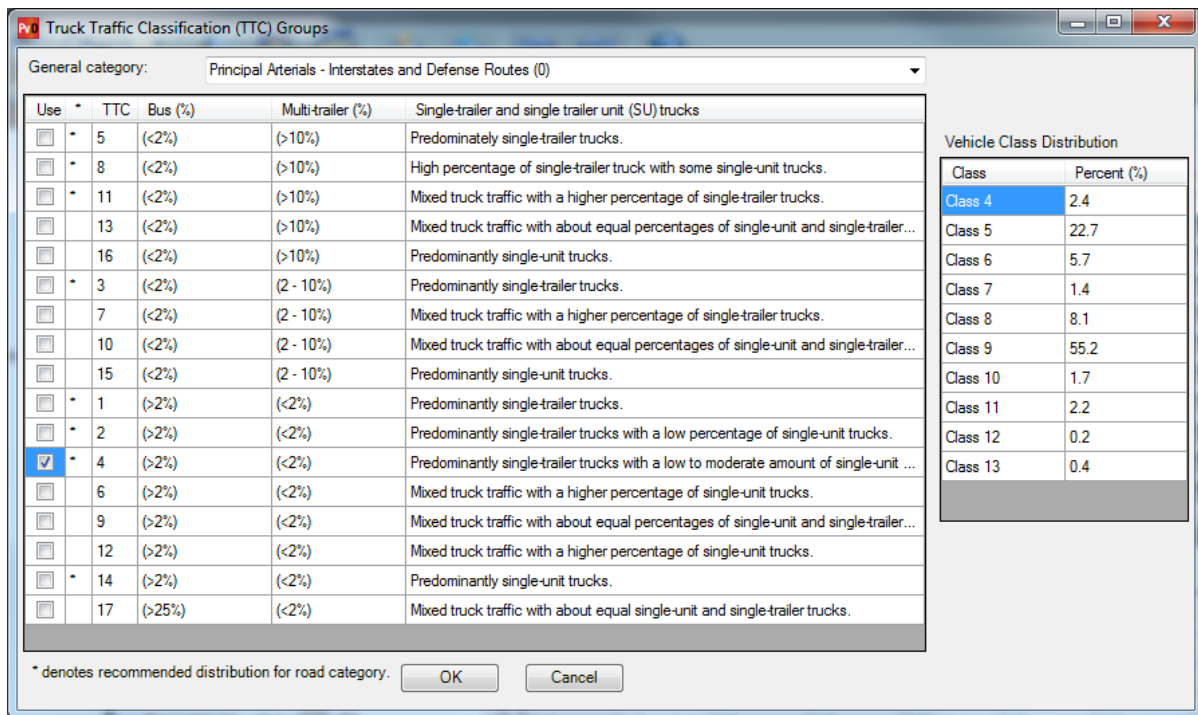 PvD Truck Traffic Classification (TTC) Groups
General category: Principal Arterials - Interstates and Defense Routes (0)
Use * TTC Bus (%) Multi-trailer (%) Single-trailer and single trailer unit (SU) trucks
* 5 (<2%) (>10%) Predominately single-trailer trucks.
* 8 (<2%) (>10%) High percentage of single-trailer truck with some single-unit trucks.
* 11 (<2%) (>10%) Mixed truck traffic with a higher percentage of single-trailer trucks.
13 (<2%) (>10%) Mixed truck traffic with about equal percentages of single-unit and single-trailer...
16 (<2%) (>10%) Predominantly single-unit trucks.
* 3 (<2%) (2 - 10%) Predominantly single-trailer trucks.
7 (<2%) (2 - 10%) Mixed truck traffic with a higher percentage of single-trailer trucks.
10 (<2%) (2 - 10%) Mixed truck traffic with about equal percentages of single-unit and single-trailer...
15 (<2%) (2 - 10%) Predominantly single-unit trucks.
* 1 (>2%) (<2%) Predominantly single-trailer trucks.
* 2 (>2%) (<2%) Predominantly single-trailer trucks with a low percentage of single-unit trucks.
* 4 (>2%) (<2%) Predominantly single-trailer trucks with a low to moderate amount of single-unit ...
6 (>2%) (<2%) Mixed truck traffic with a higher percentage of single-unit trucks.
9 (>2%) (<2%) Mixed truck traffic with about equal percentages of single-unit and single-trailer...
12 (>2%) (<2%) Mixed truck traffic with a higher percentage of single-unit trucks.
* 14 (>2%) (<2%) Predominantly single-unit trucks.
17 (>25%) (<2%) Mixed truck traffic with about equal single-unit and single-trailer trucks.
* denotes recommended distribution for road category. OK Cancel
Vehicle Class Distribution
Class Percent (%)
Class 4 2.4
Class 5 22.7
Class 6 5.7
Class 7 1.4
Class 8 8.1
Class 9 55.2
Class 10 1.7
Class 11 2.2
Class 12 0.2
Class 13 0.4